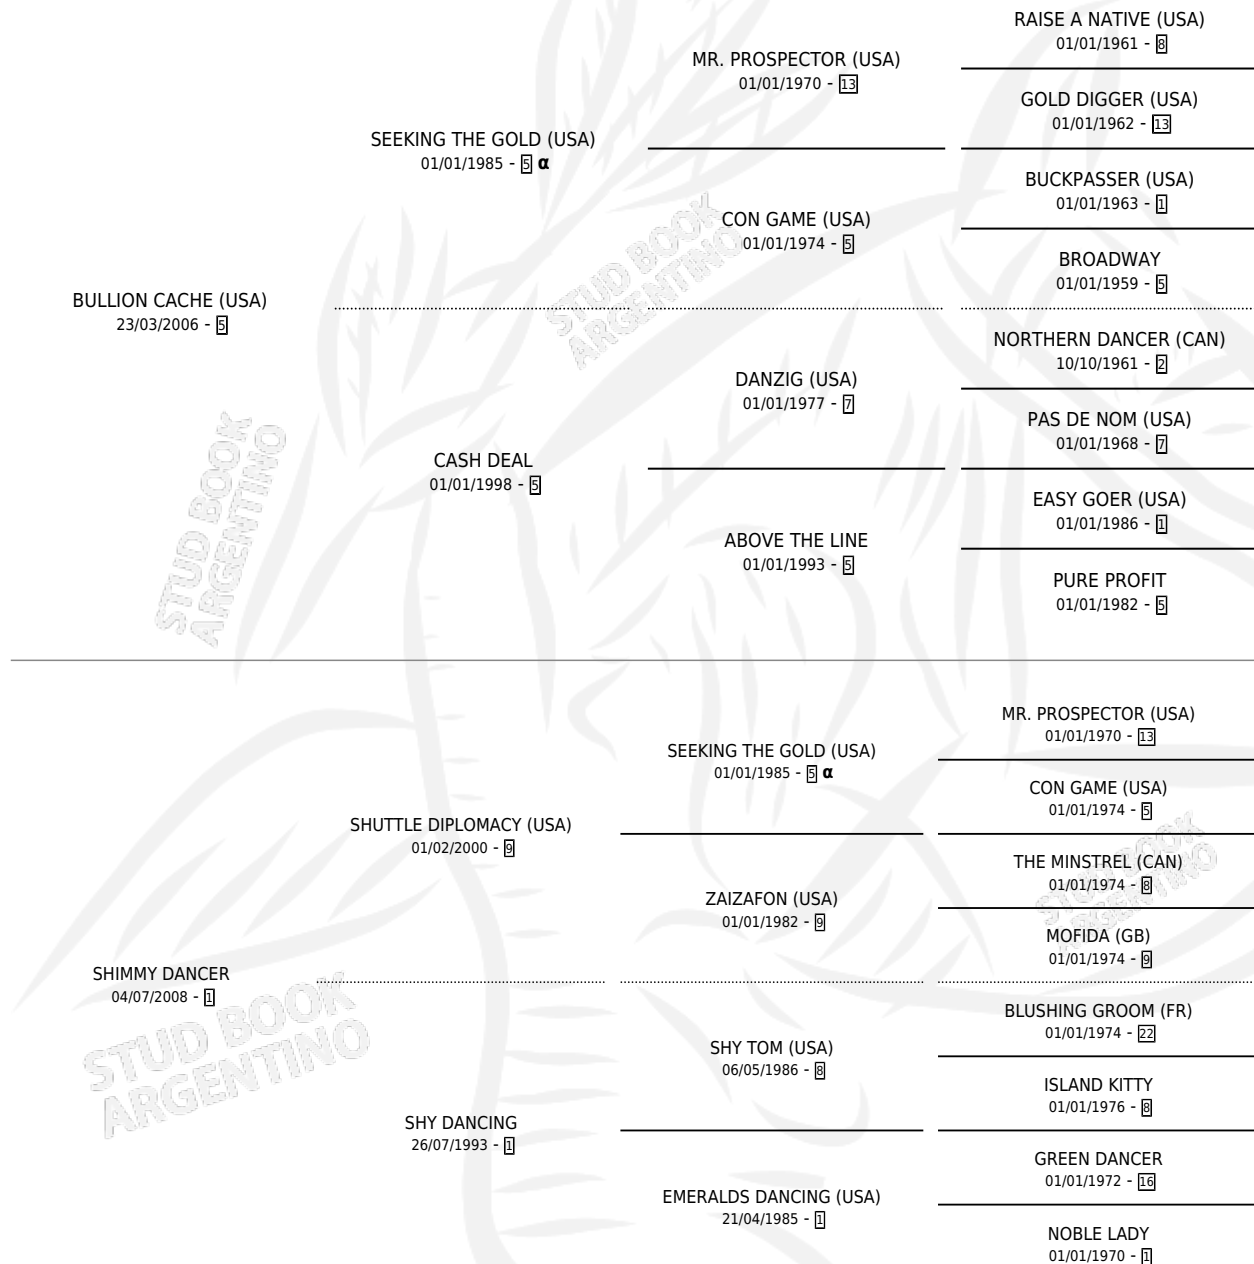 RAISE A NATIVE (USA)
01/01/1961 - 8
MR. PROSPECTOR (USA)
01/01/1970 - 13
GOLD DIGGER (USA)
01/01/1962 - 13
SEEKING THE GOLD (USA)
01/01/1985 - 5 α
BUCKPASSER (USA)
01/01/1963 - 1
CON GAME (USA)
01/01/1974 - 5
BROADWAY
01/01/1959 - 5
BULLION CACHE (USA)
23/03/2006 - 5
STUD BOOK
ARGENTINO
NORTHERN DANCER (CAN)
10/10/1961 - 2
DANZIG (USA)
01/01/1977 - 7
PAS DE NOM (USA)
01/01/1968 - 7
CASH DEAL
01/01/1998 - 5
EASY GOER (USA)
01/01/1986 - 1
ABOVE THE LINE
01/01/1993 - 5
PURE PROFIT
01/01/1982 - 5
STUD BOOK
ARGENTINO
MR. PROSPECTOR (USA)
01/01/1970 - 13
SEEKING THE GOLD (USA)
01/01/1985 - 5 α
CON GAME (USA)
01/01/1974 - 5
SHUTTLE DIPLOMACY (USA)
01/02/2000 - 9
THE MINSTREL (CAN)
01/01/1974 - 8
ZAIZAFON (USA)
01/01/1982 - 9
MOFIDA (GB)
01/01/1974 - 9
STUD BOOK
ARGENTINO
SHIMMY DANCER
04/07/2008 - 1
BLUSHING GROOM (FR)
01/01/1974 - 22
SHY TOM (USA)
06/05/1986 - 8
ISLAND KITTY
01/01/1976 - 8
SHY DANCING
26/07/1993 - 1
GREEN DANCER
01/01/1972 - 16
EMERALDS DANCING (USA)
21/04/1985 - 1
NOBLE LADY
01/01/1970 - 1
STUD BOOK
ARGENTINO